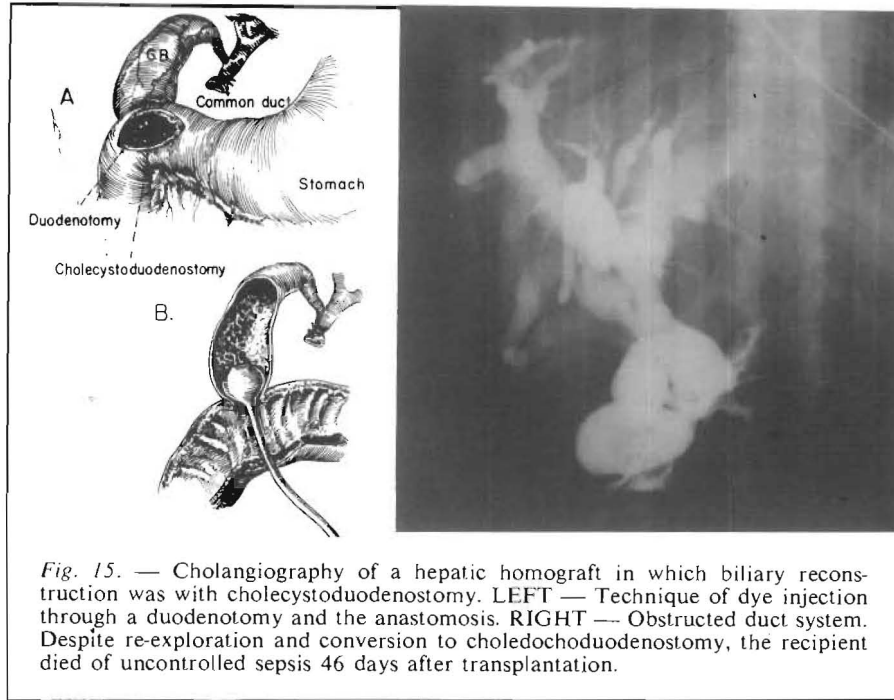 A
G.B.
Common duct
Stomach
Duodenotomy
Cholecystoduodenostomy
B.
Fig. 15. — Cholangiography of a hepatic homograft in which biliary recons-
truction was with cholecystoduodenostomy. LEFT — Technique of dye injection
through a duodenotomy and the anastomosis. RIGHT — Obstructed duct system.
Despite re-exploration and conversion to choledochoduodenostomy, the recipient
died of uncontrolled sepsis 46 days after transplantation.